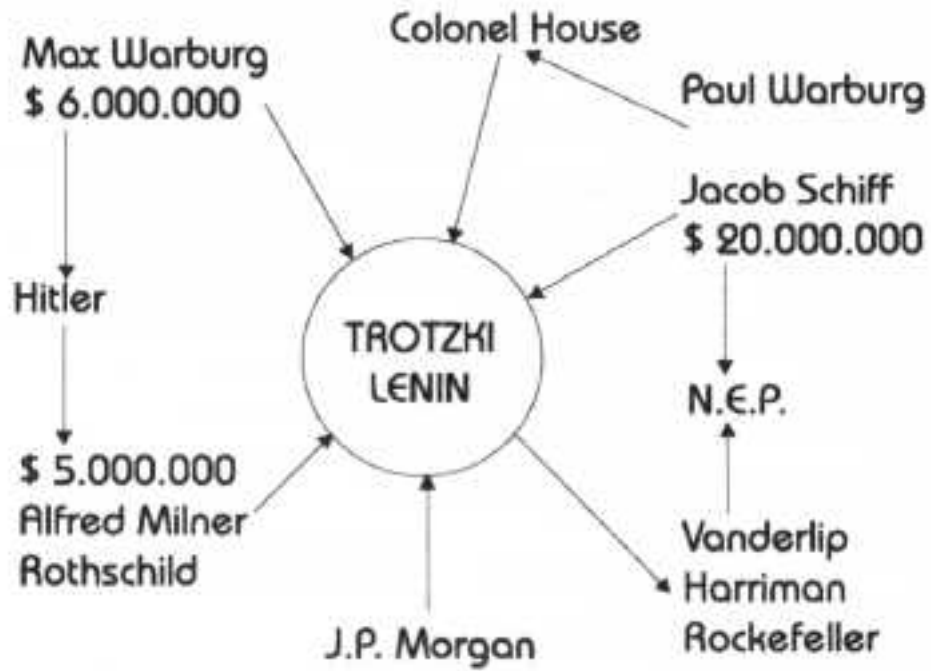 Colonel House
Max Warburg
$ 6.000.000
Paul Warburg
Jacob Schiff
$ 20.000.000
Hitler
TROTZKI
LENIN
N.E.P.
$ 5.000.000
Alfred Milner
Rothschild
Vanderlip
Harriman
Rockefeller
J.P. Morgan